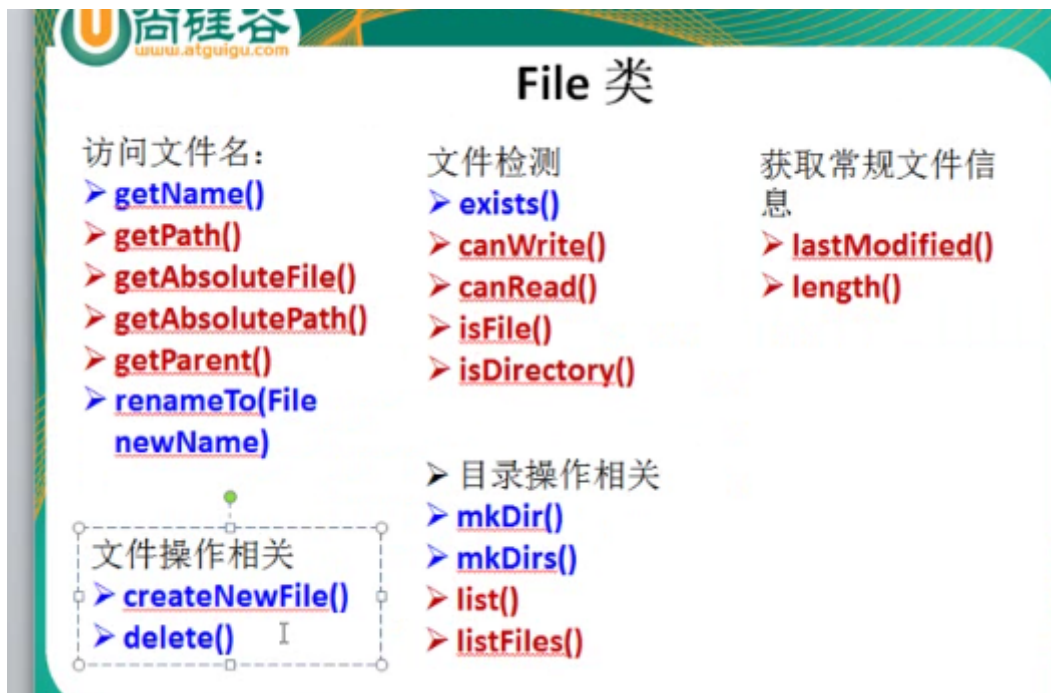 尚硅谷
www.atguigu.com
File 类
访问文件名：
➢ getName()
➢ getPath()
➢ getAbsoluteFile()
➢ getAbsolutePath()
➢ getParent()
➢ renameTo(File
newName)
文件操作相关
➢ createNewFile()
➢ delete()
文件检测
➢ exists()
➢ canWrite()
➢ canRead()
➢ isFile()
➢ isDirectory()
➢ 目录操作相关
➢ mkDir()
➢ mkDirs()
➢ list()
➢ listFiles()
获取常规文件信
息
➢ lastModified()
➢ length()